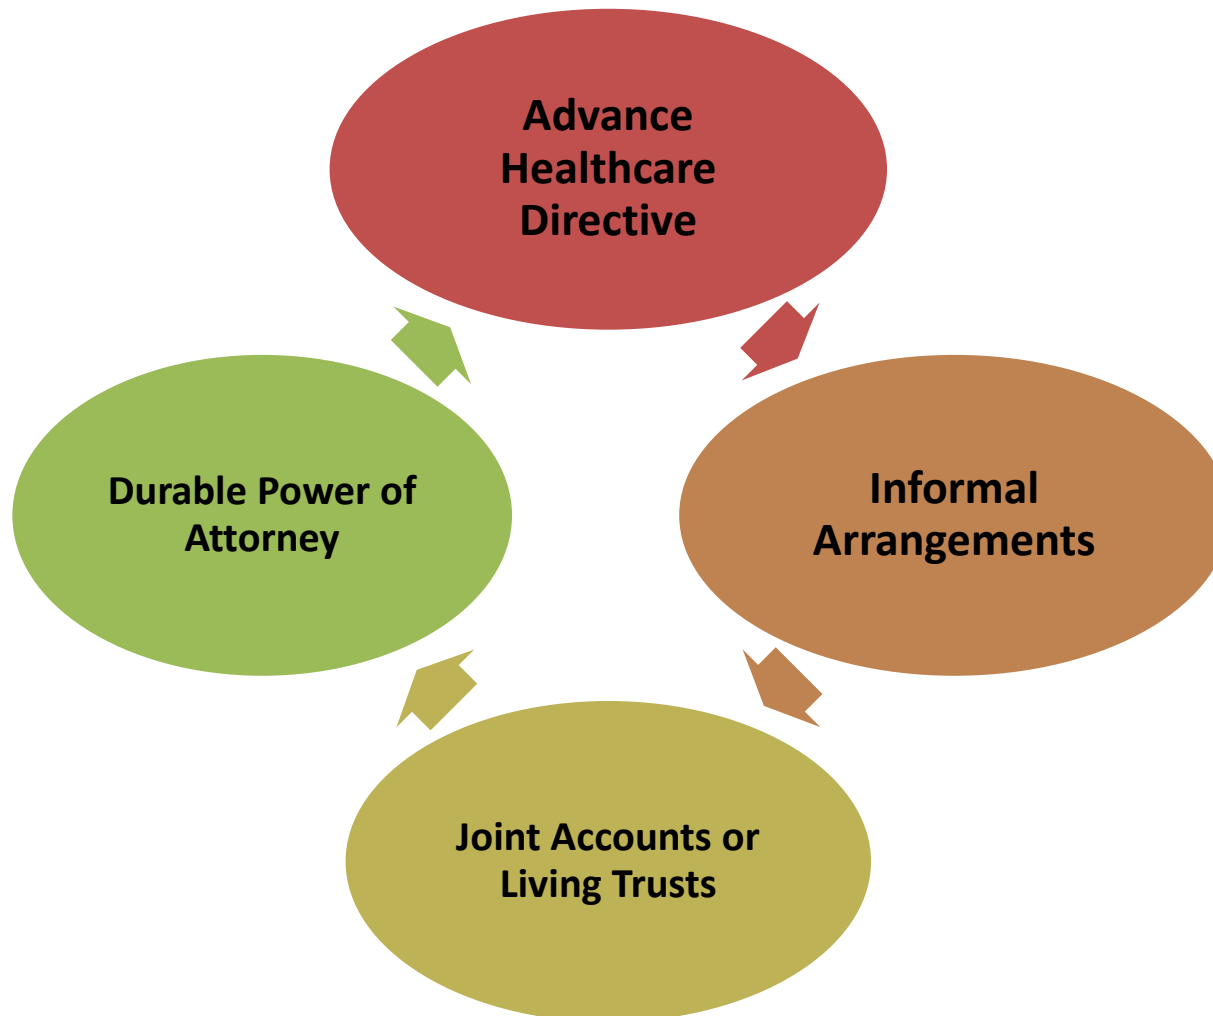 Advance
Healthcare
Directive
Durable Power of
Attorney
Informal
Arrangements
Joint Accounts or
Living Trusts